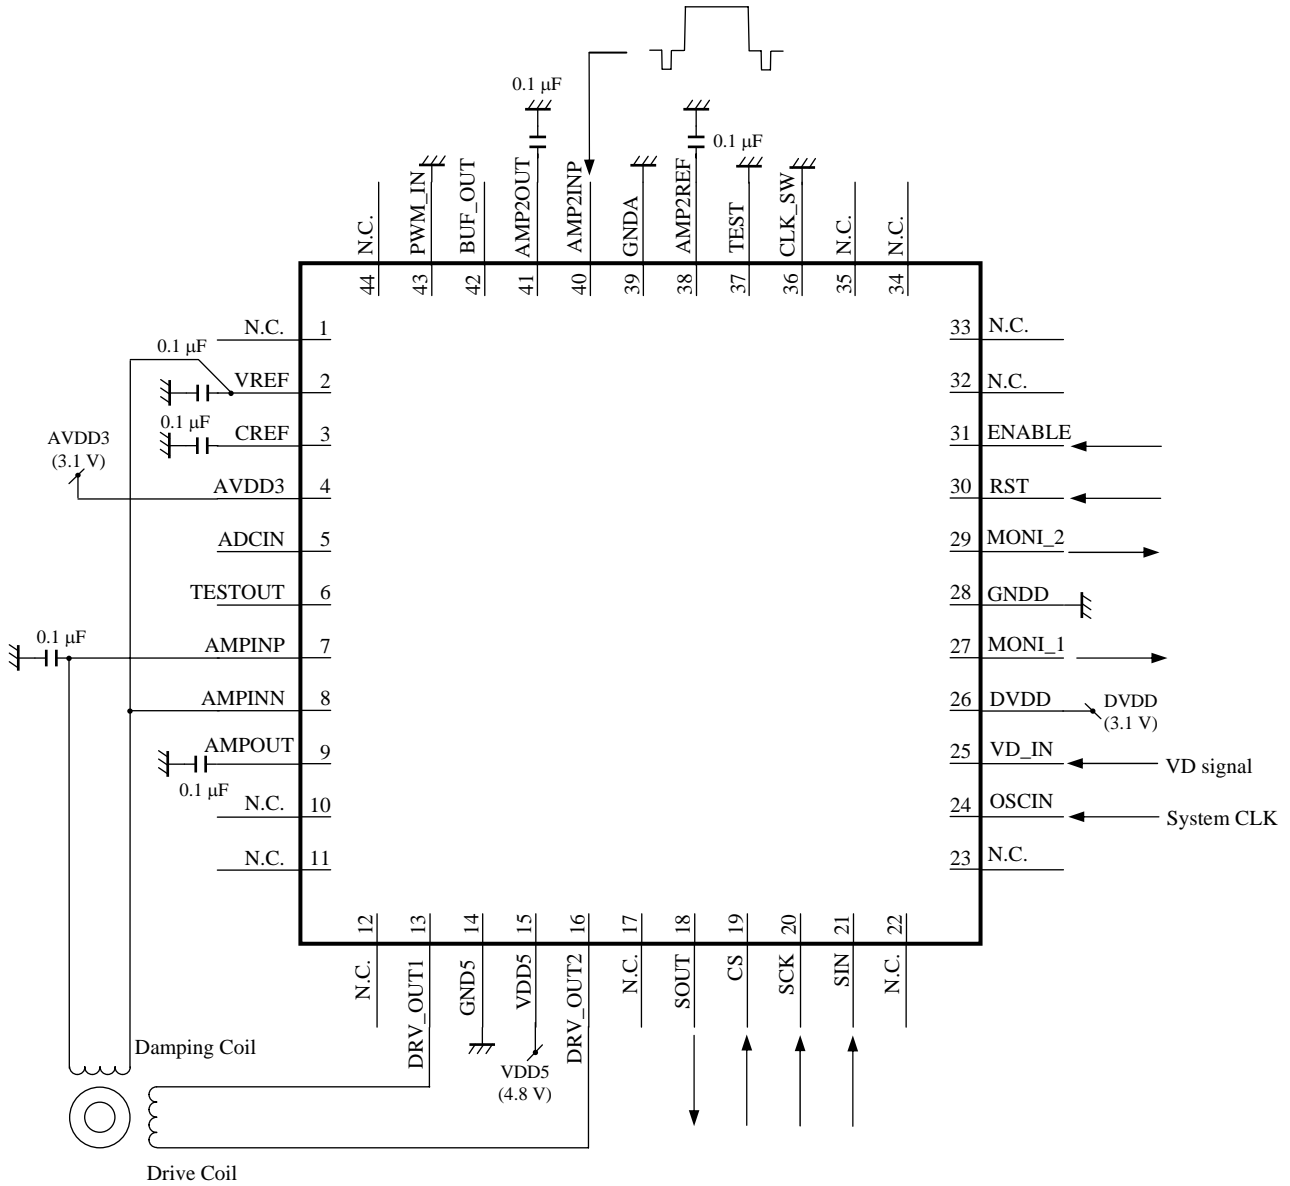 0.1 µF
0.1 µF
N.C.
PWM_IN
BUF_OUT
AMP2OUT
AMP2INP
GNDA
AMP2REF
TEST
CLK_SW
N.C.
N.C.
44
43
42
41
40
39
38
37
36
35
34
N.C. 1
0.1 µF
VREF 2
0.1 µF
CREF 3
AVDD3
(3.1 V)
AVDD3 4
ADCIN 5
TESTOUT 6
0.1 µF
AMPINP 7
AMPINN 8
AMPOUT 9
0.1 µF
N.C. 10
N.C. 11
33 N.C.
32 N.C.
31 ENABLE
30 RST
29 MONI_2
28 GNDD
27 MONI_1
26 DVDD
DVDD
(3.1 V)
25 VD_IN
VD signal
24 OSCIN
System CLK
23 N.C.
12
13
14
15
16
17
18
19
20
21
22
N.C.
DRV_OUT1
GND5
VDD5
DRV_OUT2
N.C.
SOUT
CS
SCK
SIN
N.C.
VDD5
(4.8 V)
Damping Coil
Drive Coil